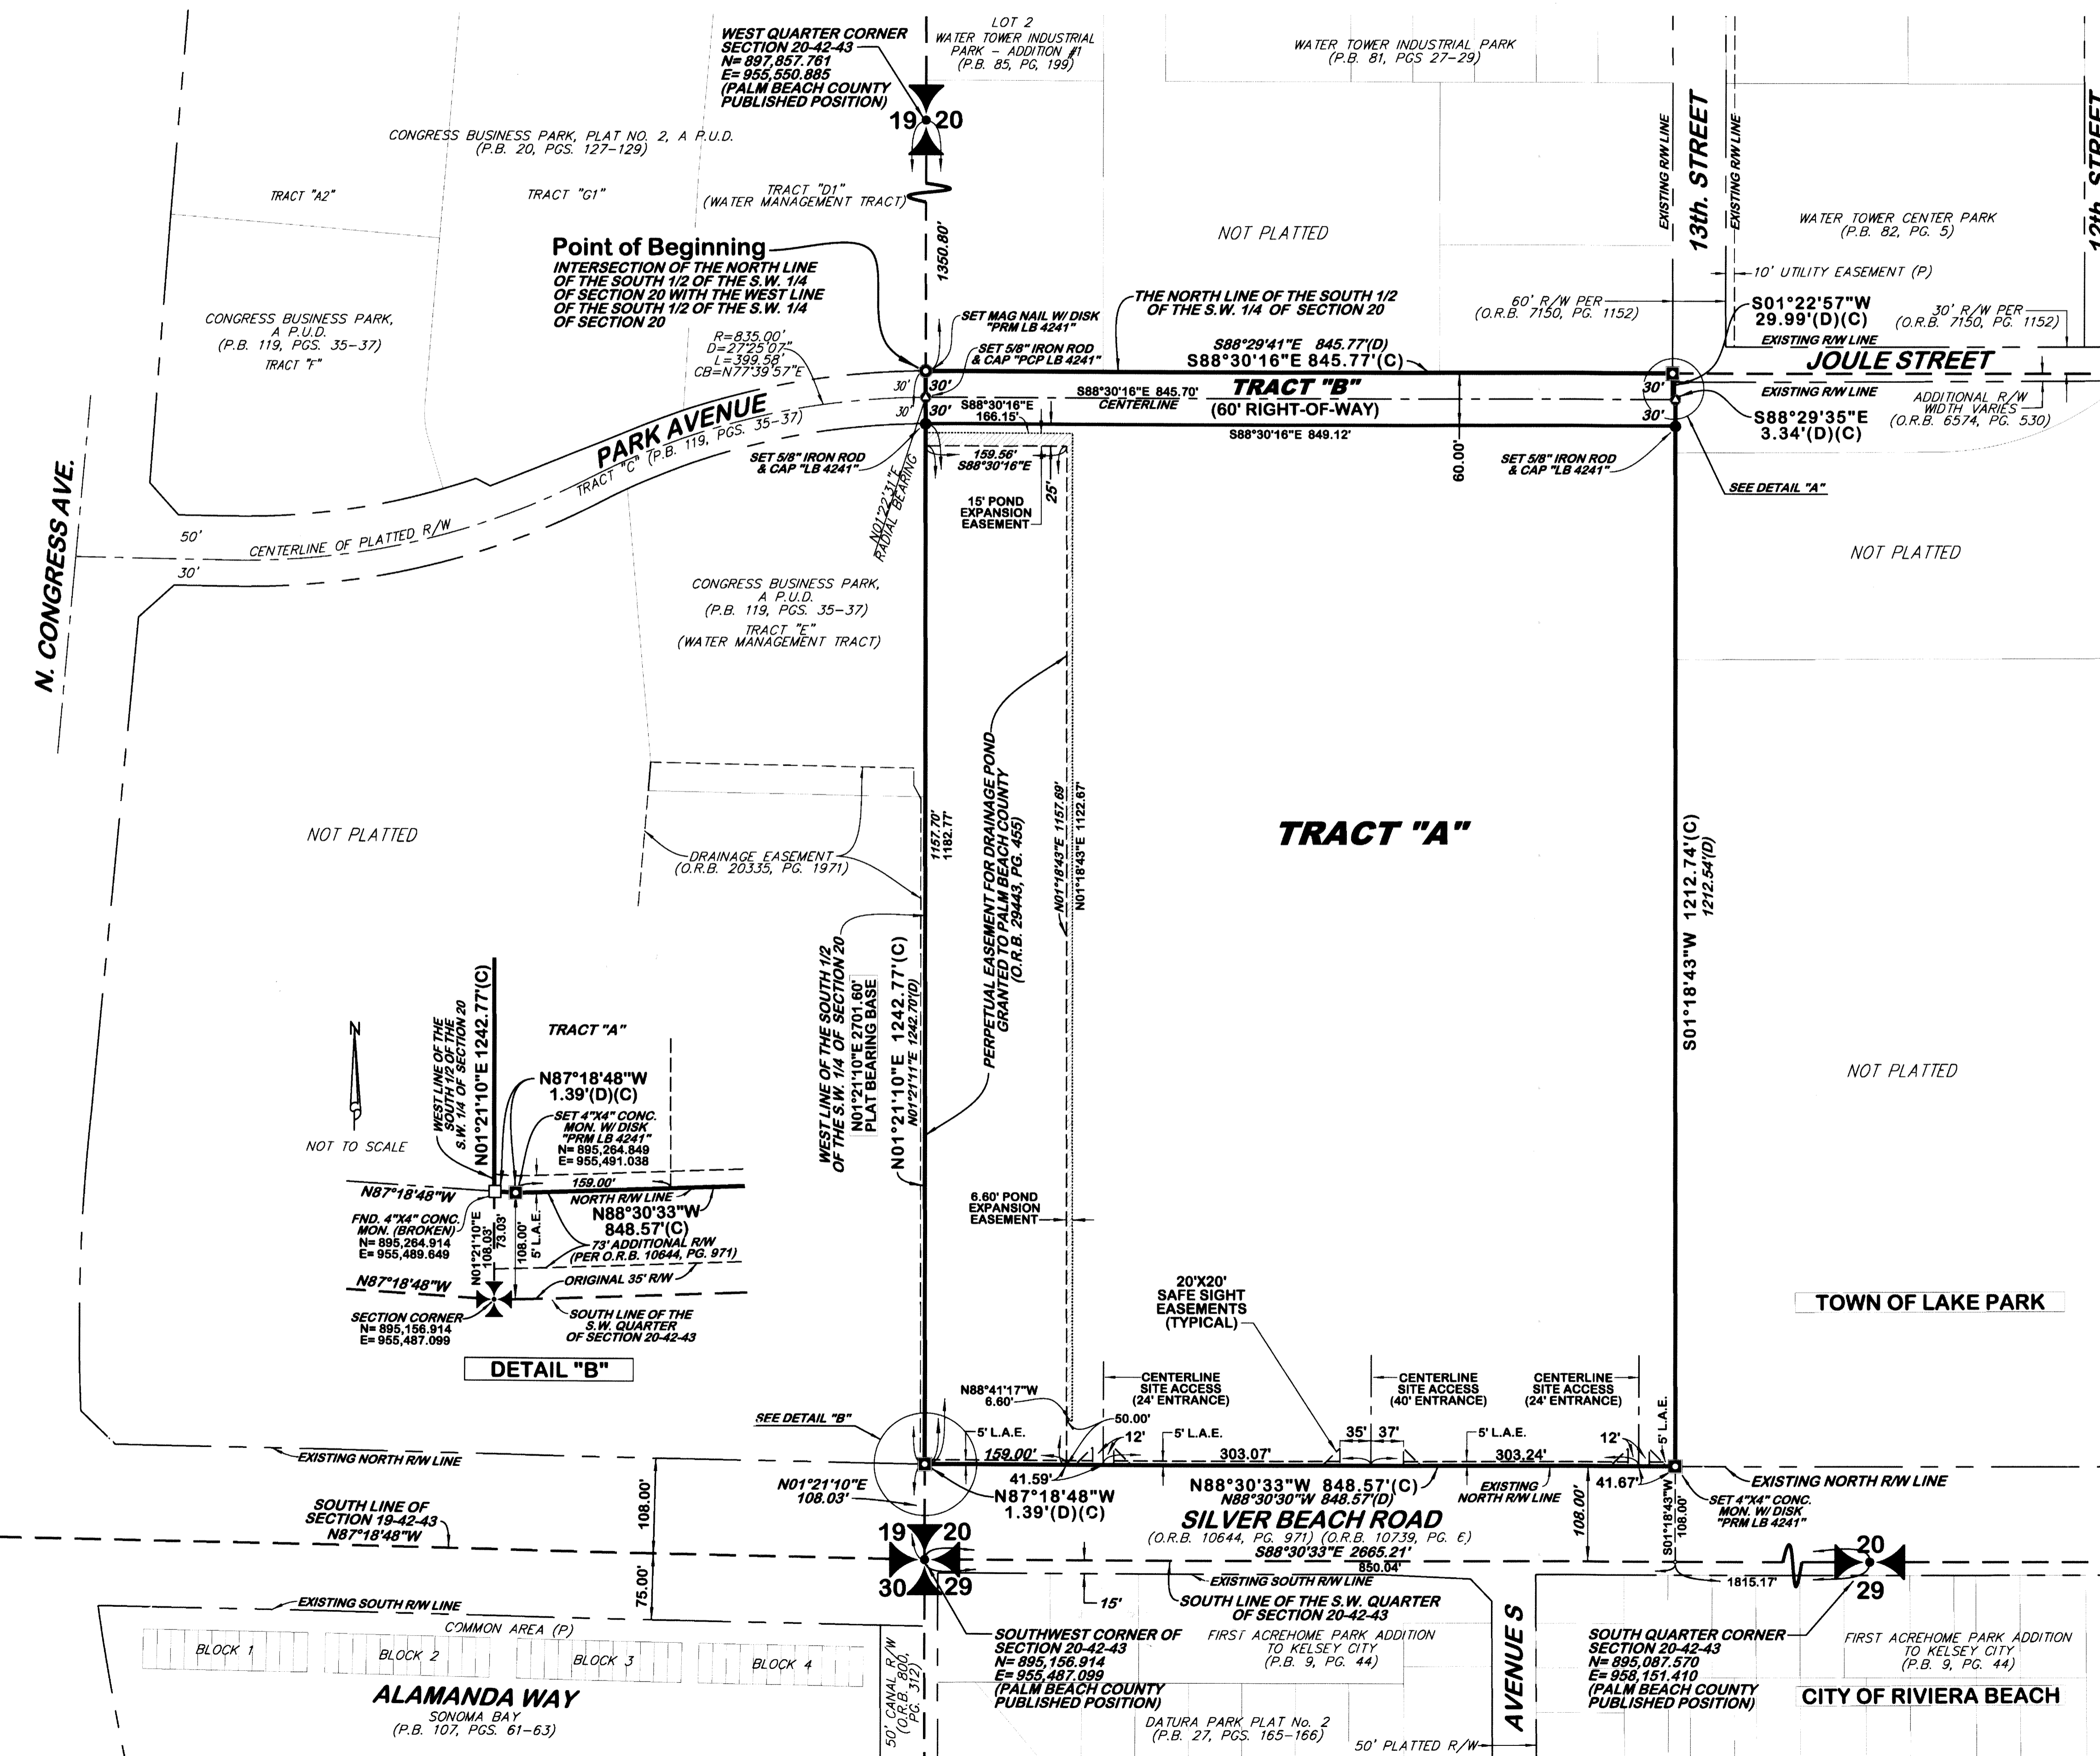 WEST QUARTER CORNER
SECTION 20-42-43
N= 897,857.761
E= 955,550.885
(PALM BEACH COUNTY
PUBLISHED POSITION)
19 20
LOT 2
WATER TOWER INDUSTRIAL
PARK - ADDITION #1
(P.B. 85, PG, 199)
WATER TOWER INDUSTRIAL PARK
(P.B. 81, PGS 27-29)
EXISTING R/W LINE
13th. STREET
EXISTING R/W LINE
12th. STREET
CONGRESS BUSINESS PARK, PLAT NO. 2, A P.U.D.
(P.B. 20, PGS. 127-129)
TRACT "A2"
TRACT "G1"
TRACT "D1"
(WATER MANAGEMENT TRACT)
1350.80'
NOT PLATTED
WATER TOWER CENTER PARK
(P.B. 82, PG. 5)
10' UTILITY EASEMENT (P)
Point of Beginning
INTERSECTION OF THE NORTH LINE
OF THE SOUTH 1/2 OF THE S.W. 1/4
OF SECTION 20 WITH THE WEST LINE
OF THE SOUTH 1/2 OF THE S.W. 1/4
OF SECTION 20
CONGRESS BUSINESS PARK,
A P.U.D.
(P.B. 119, PGS. 35-37)
TRACT "F"
R=835.00'
D=27°25'07"
L=399.58'
CB=N77°39'57"E
SET MAG NAIL W/ DISK
"PRM LB 4241"
SET 5/8" IRON ROD
& CAP "PCP LB 4241"
THE NORTH LINE OF THE SOUTH 1/2
OF THE S.W. 1/4 OF SECTION 20
60' R/W PER
(O.R.B. 7150, PG. 1152)
S01°22'57"W
29.99'(D)(C)
30' R/W PER
(O.R.B. 7150, PG. 1152)
EXISTING R/W LINE
JOULE STREET
EXISTING R/W LINE
ADDITIONAL R/W
WIDTH VARIES
(O.R.B. 6574, PG. 530)
S88°29'35"E
3.34'(D)(C)
S88°29'41"E 845.77'(D)
S88°30'16"E 845.77'(C)
30'
30'
30'
30'
S88°30'16"E 845.70'
CENTERLINE
TRACT "B"
(60' RIGHT-OF-WAY)
30'
30'
S88°30'16"E
166.15'
S88°30'16"E 849.12'
60.00'
PARK AVENUE
TRACT "C" (P.B. 119, PGS. 35-37)
SET 5/8" IRON ROD
& CAP "LB 4241"
159.56'
S88°30'16"E
25'
SET 5/8" IRON ROD
& CAP "LB 4241"
SEE DETAIL "A"
N01°22'31"E
RADIAL BEARING
15' POND
EXPANSION
EASEMENT
N. CONGRESS AVE.
50'
CENTERLINE OF PLATTED R/W
30'
NOT PLATTED
CONGRESS BUSINESS PARK,
A P.U.D.
(P.B. 119, PGS. 35-37)
TRACT "E"
(WATER MANAGEMENT TRACT)
NOT PLATTED
DRAINAGE EASEMENT
(O.R.B. 20335, PG. 1971)
1157.70'
1182.77'
PERPETUAL EASEMENT FOR DRAINAGE POND
GRANTED TO PALM BEACH COUNTY
(O.R.B. 29443, PG. 455)
N01°18'43"E 1157.69'
N01°18'43"E 1122.67'
TRACT "A"
S01°18'43"W 1212.74'(C)
1212.54'(D)
WEST LINE OF THE SOUTH 1/2
OF THE S.W. 1/4 OF SECTION 20
N01°21'10"E 2701.60'
PLAT BEARING BASE
N01°21'10"E 1242.77'(C)
N01°21'11"E 1242.70'(D)
NOT PLATTED
N
NOT TO SCALE
WEST LINE OF THE
SOUTH 1/2 OF THE
S.W. 1/4 OF SECTION 20
N01°21'10"E 1242.77'(C)
TRACT "A"
N87°18'48"W
1.39'(D)(C)
SET 4"X4" CONC.
MON. W/ DISK
"PRM LB 4241"
N= 895,264.849
E= 955,491.038
159.00'
N87°18'48"W
NORTH R/W LINE
N88°30'33"W
848.57'(C)
FND. 4"X4" CONC.
MON. (BROKEN)
N= 895,264.914
E= 955,489.649
N01°21'10"E
108.03'
73.03'
108.00'
5' L.A.E.
73' ADDITIONAL R/W
(PER O.R.B. 10644, PG. 971)
N87°18'48"W
ORIGINAL 35' R/W
SECTION CORNER
N= 895,156.914
E= 955,487.099
SOUTH LINE OF THE
S.W. QUARTER
OF SECTION 20-42-43
DETAIL "B"
6.60' POND
EXPANSION
EASEMENT
20'X20'
SAFE SIGHT
EASEMENTS
(TYPICAL)
TOWN OF LAKE PARK
N88°41'17"W
6.60'
CENTERLINE
SITE ACCESS
(24' ENTRANCE)
CENTERLINE
SITE ACCESS
(40' ENTRANCE)
CENTERLINE
SITE ACCESS
(24' ENTRANCE)
SEE DETAIL "B"
5' L.A.E.
50.00'
12'
5' L.A.E.
35'
37'
5' L.A.E.
12'
5' L.A.E.
159.00'
303.07'
303.24'
41.59'
41.67'
EXISTING NORTH R/W LINE
N01°21'10"E
108.03'
N87°18'48"W
1.39'(D)(C)
N88°30'33"W 848.57'(C)
N88°30'30"W 848.57'(D)
EXISTING
NORTH R/W LINE
108.00'
S01°18'43"W
108.00'
EXISTING NORTH R/W LINE
SET 4"X4" CONC.
MON. W/ DISK
"PRM LB 4241"
SOUTH LINE OF
SECTION 19-42-43
N87°18'48"W
108.00'
SILVER BEACH ROAD
(O.R.B. 10644, PG. 971) (O.R.B. 10739, PG. 6)
S88°30'33"E 2665.21'
850.04'
19 20
30 29
20
29
1815.17'
75.00'
EXISTING SOUTH R/W LINE
15'
SOUTH LINE OF THE S.W. QUARTER
OF SECTION 20-42-43
EXISTING SOUTH R/W LINE
COMMON AREA (P)
BLOCK 1
BLOCK 2
BLOCK 3
BLOCK 4
ALAMANDA WAY
SONOMA BAY
(P.B. 107, PGS. 61-63)
50' CANAL R/W
(O.R.B. 800,
PG. 312)
SOUTHWEST CORNER OF
SECTION 20-42-43
N= 895,156.914
E= 955,487.099
(PALM BEACH COUNTY
PUBLISHED POSITION)
FIRST ACREHOME PARK ADDITION
TO KELSEY CITY
(P.B. 9, PG. 44)
DATURA PARK PLAT No. 2
(P.B. 27, PGS. 165-166)
AVENUE S
50' PLATTED R/W
SOUTH QUARTER CORNER
SECTION 20-42-43
N= 895,087.570
E= 958,151.410
(PALM BEACH COUNTY
PUBLISHED POSITION)
FIRST ACREHOME PARK ADDITION
TO KELSEY CITY
(P.B. 9, PG. 44)
CITY OF RIVIERA BEACH